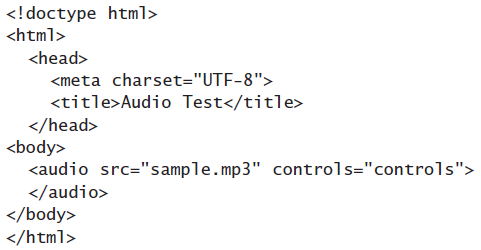 <!doctype html>
<html>
  <head>
    <meta charset="UTF-8">
    <title>Audio Test</title>
  </head>
<body>
  <audio src="sample.mp3" controls="controls">
  </audio>
</body>
</html>